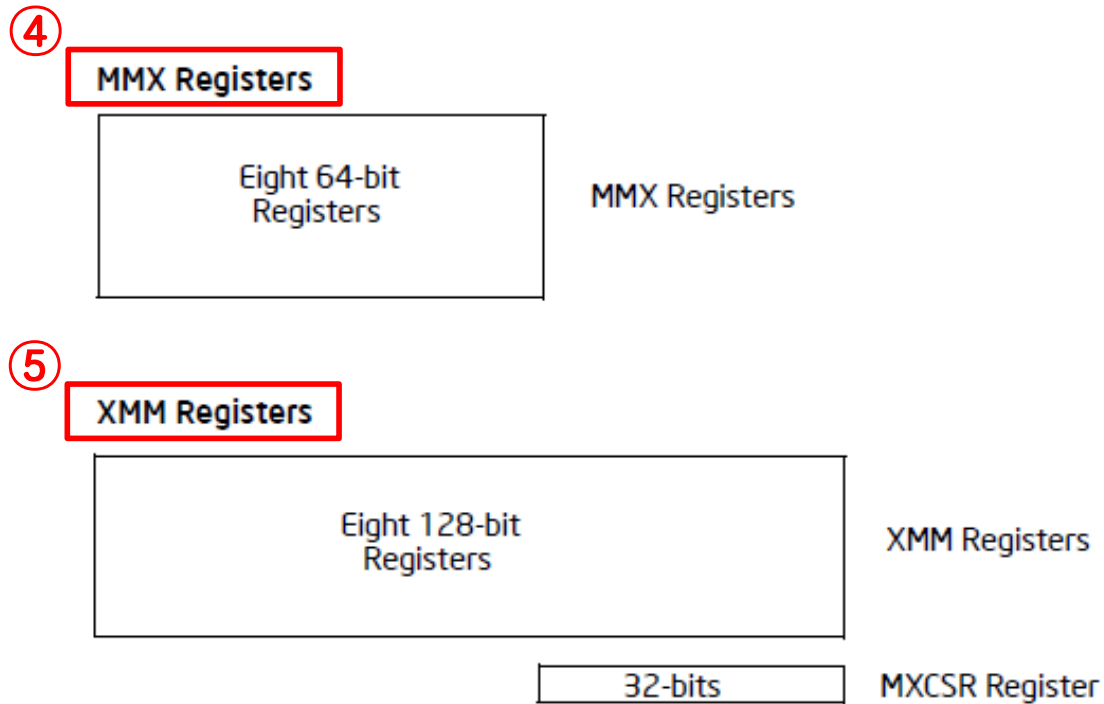 ④
MMX Registers
Eight 64-bit
Registers
MMX Registers
⑤
XMM Registers
Eight 128-bit
Registers
XMM Registers
32-bits
MXCSR Register